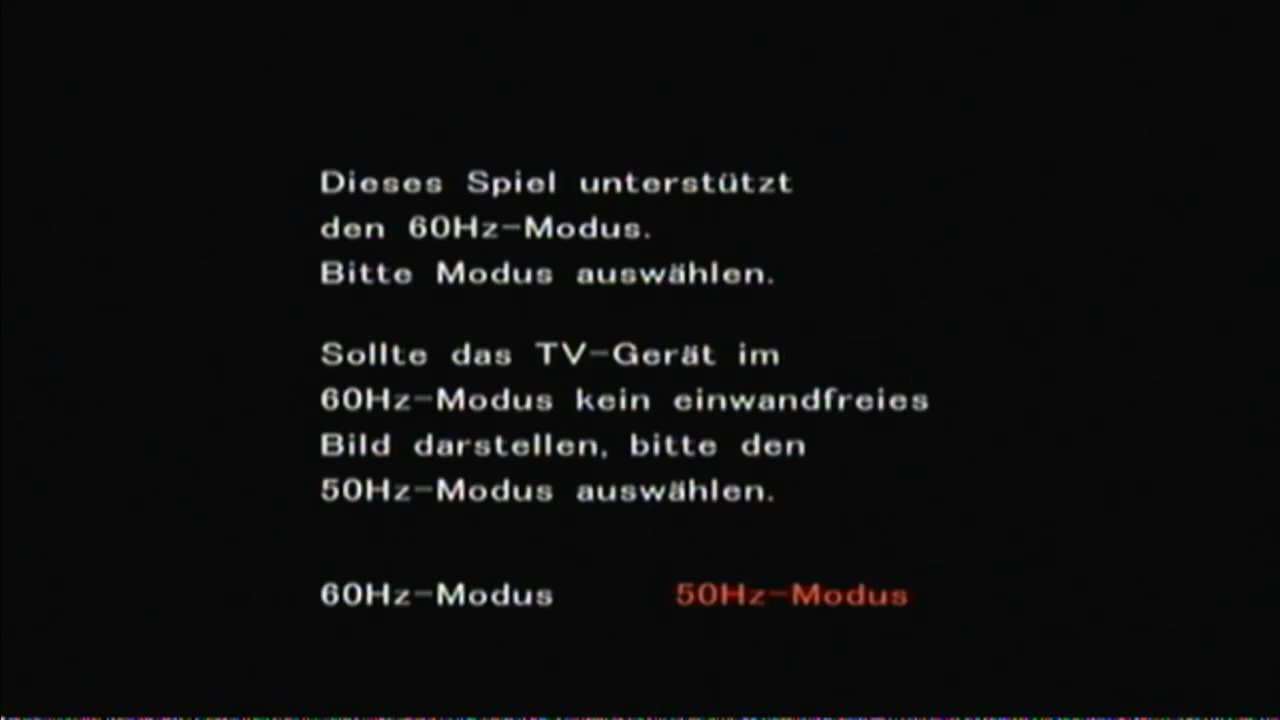 Dieses Spiel unterstützt
den 60Hz-Modus.
Bitte Modus auswählen.
Sollte das TV-Gerät im
60Hz-Modus kein einwandfreies
Bild darstellen, bitte den
50Hz-Modus auswählen.
60Hz-Modus 50Hz-Modus